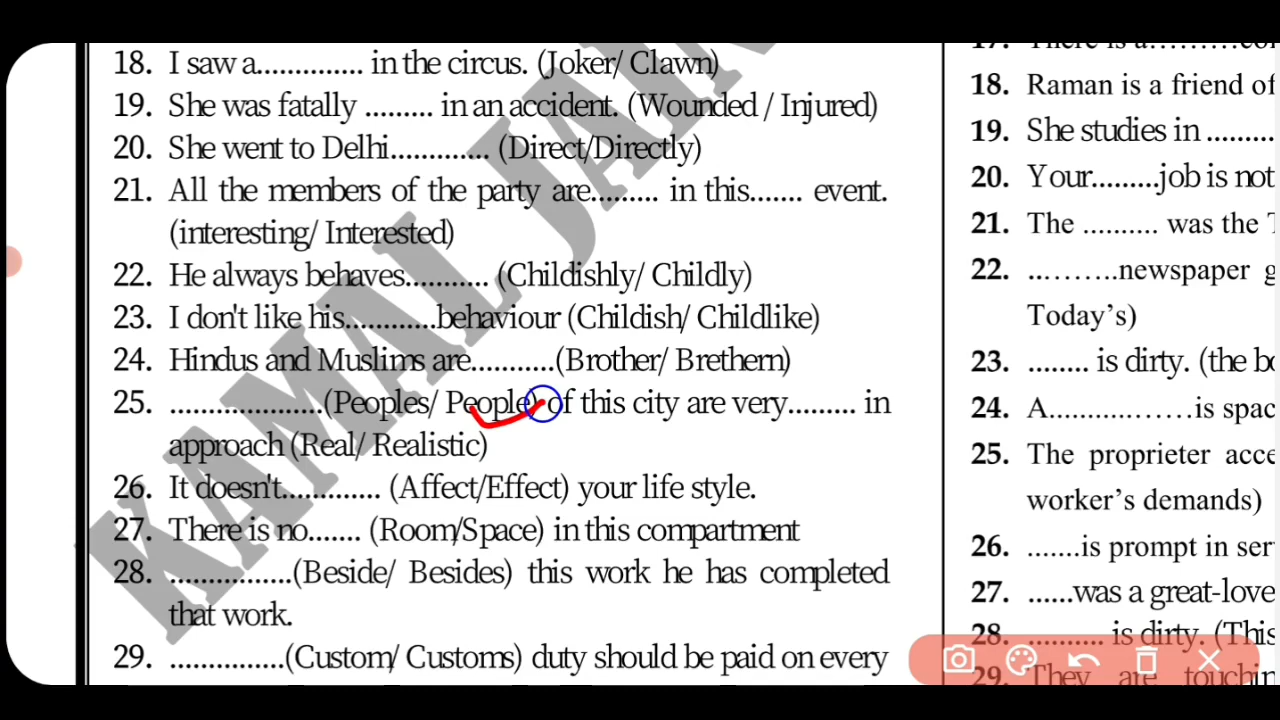 18. I saw a.............. in the circus. (Joker/ Clawn)
19. She was fatally ......... in an accident. (Wounded / Injured)
20. She went to Delhi............. (Direct/Directly)
21. All the members of the party are......... in this....... event.
(interesting/ Interested)
22. He always behaves........... (Childishly/ Childly)
23. I don't like his............behaviour (Childish/ Childlike)
24. Hindus and Muslims are...........(Brother/ Brethern)
25. ....................(Peoples/ People) of this city are very......... in
approach (Real/ Realistic)
26. It doesn't............. (Affect/Effect) your life style.
27. There is no....... (Room/Space) in this compartment
28. ................(Beside/ Besides) this work he has completed
that work.
29. ...............(Custom/ Customs) duty should be paid on every
17. There is a.........
18. Raman is a friend of
19. She studies in .........
20. Your.........job is not
21. The .......... was the
22. ..........newspaper
Today's)
23. ........ is dirty. (the
24. A.................is
25. The proprieter
worker's demands)
26. .......is prompt in
27. ......was a
28. ........... is dirty. (This
29. They are
KAMAL